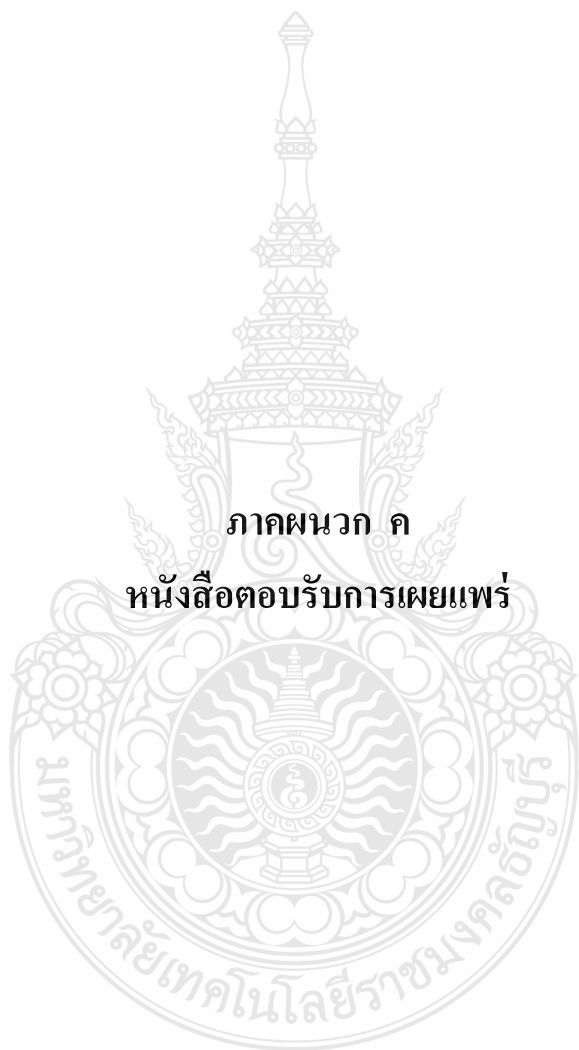 ภาคผนวก ค
หนังสือตอบรับการเผยแพร่
มหาวิทยาลัยเทคโนโลยีราชมงคลธัญบุรี